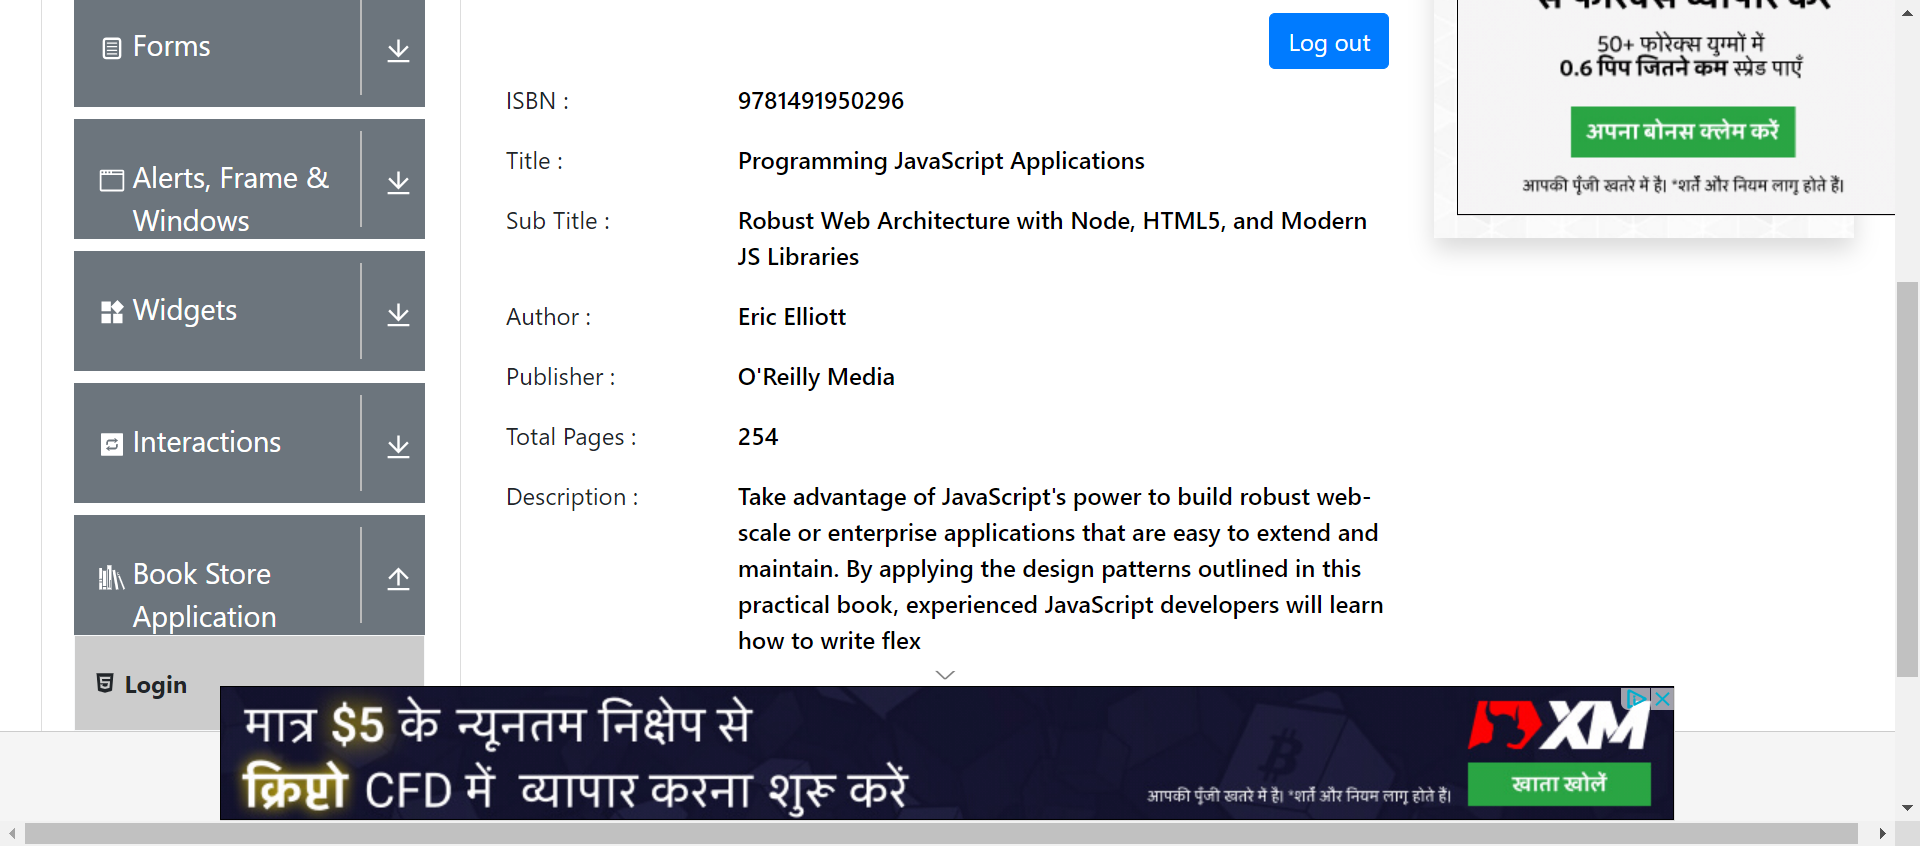 Forms
Alerts, Frame &
Windows
Widgets
Interactions
Book Store
Application
Login
Log out
ISBN :
9781491950296
Title :
Programming JavaScript Applications
Sub Title :
Robust Web Architecture with Node, HTML5, and Modern
JS Libraries
Author :
Eric Elliott
Publisher :
O'Reilly Media
Total Pages :
254
Description :
Take advantage of JavaScript's power to build robust web-
scale or enterprise applications that are easy to extend and
maintain. By applying the design patterns outlined in this
practical book, experienced JavaScript developers will learn
how to write flex
से फॉरेक्स व्यापार करें
50+ फोरेक्स युग्मों में
0.6 पिप जितने कम स्प्रेड पाएँ
अपना बोनस क्लेम करें
आपकी पूँजी खतरे में है। *शर्तें और नियम लागू होते हैं।
मात्र $5 के न्यूनतम निक्षेप से
क्रिप्टो CFD में व्यापार करना शुरू करें
आपकी पूँजी खतरे में है। *शर्तें और नियम लागू होते हैं।
XM
खाता खोलें